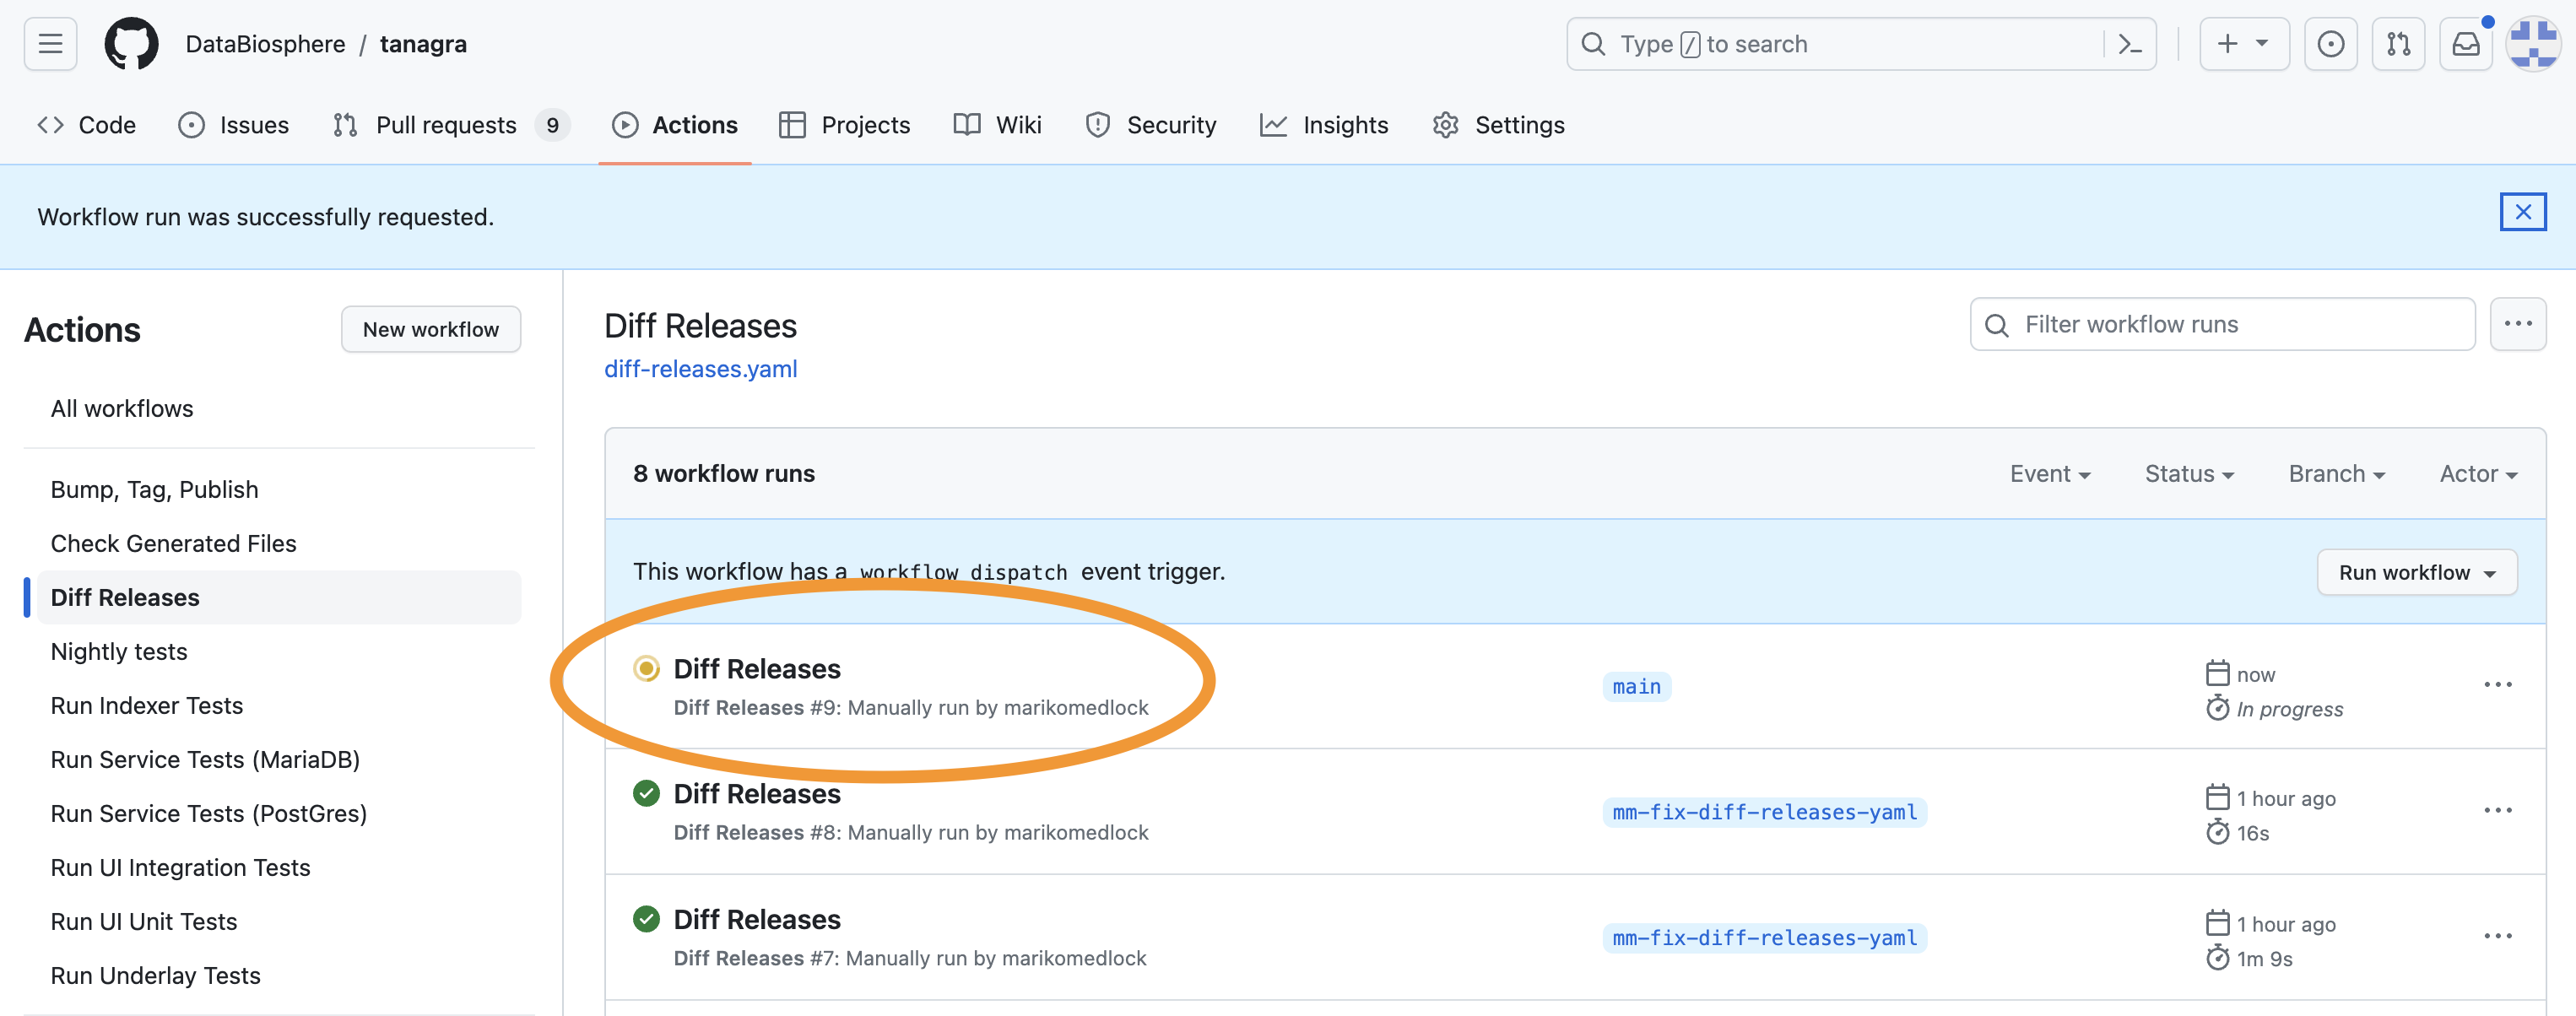 DataBiosphere / tanagra
Type / to search
Code
Issues
Pull requests 9
Actions
Projects
Wiki
Security
Insights
Settings
Workflow run was successfully requested.
Actions
New workflow
All workflows
Bump, Tag, Publish
Check Generated Files
Diff Releases
Nightly tests
Run Indexer Tests
Run Service Tests (MariaDB)
Run Service Tests (PostGres)
Run UI Integration Tests
Run UI Unit Tests
Run Underlay Tests
Diff Releases
diff-releases.yaml
Filter workflow runs
8 workflow runs
Event
Status
Branch
Actor
This workflow has a workflow_dispatch event trigger.
Run workflow
Diff Releases
Diff Releases #9: Manually run by marikomedlock
main
now
In progress
Diff Releases
Diff Releases #8: Manually run by marikomedlock
mm-fix-diff-releases-yaml
1 hour ago
16s
Diff Releases
Diff Releases #7: Manually run by marikomedlock
mm-fix-diff-releases-yaml
1 hour ago
1m 9s